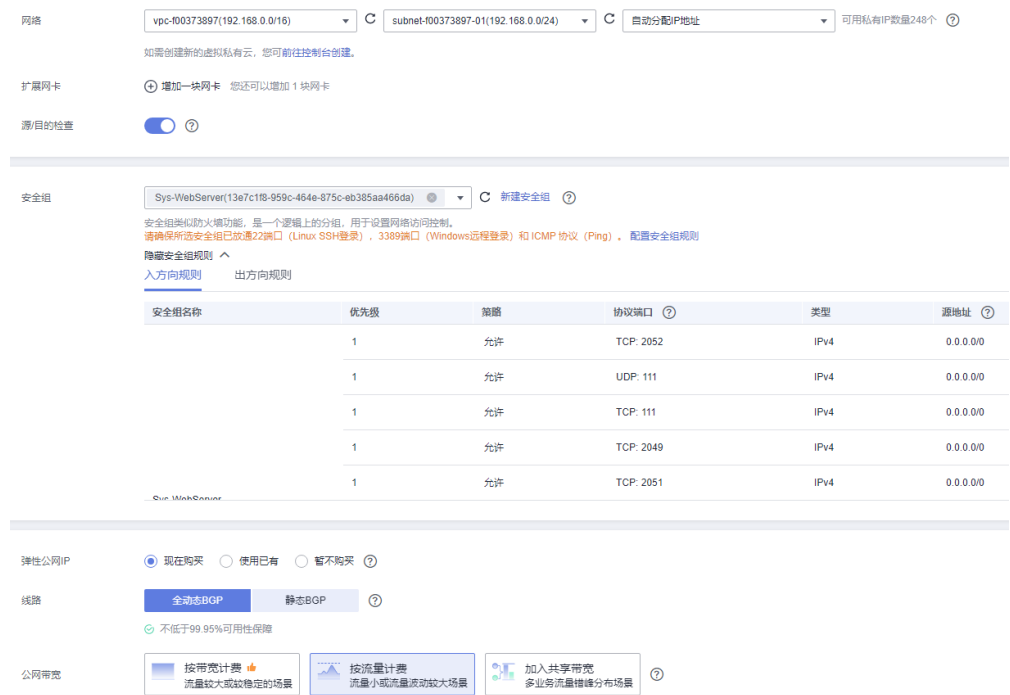 网络 vpc-f00373897(192.168.0.0/16) subnet-f00373897-01(192.168.0.0/24) 自动分配IP地址 可用私有IP数量248个
如需创建新的虚拟私有云，您可前往控制台创建。
扩展网卡 增加一块网卡 您还可以增加 1 块网卡
源/目的检查
安全组 Sys-WebServer(13e7c1f8-959c-464e-875c-eb385aa466da) 新建安全组
安全组类似防火墙功能，是一个逻辑上的分组，用于设置网络访问控制。
请确保所选安全组已放通22端口（Linux SSH登录），3389端口（Windows远程登录）和 ICMP 协议（Ping）。 配置安全组规则
隐藏安全组规则
入方向规则 出方向规则
安全组名称 优先级 策略 协议端口 类型 源地址
1 允许 TCP: 2052 IPv4 0.0.0.0/0
1 允许 UDP: 111 IPv4 0.0.0.0/0
1 允许 TCP: 111 IPv4 0.0.0.0/0
1 允许 TCP: 2049 IPv4 0.0.0.0/0
1 允许 TCP: 2051 IPv4 0.0.0.0/0
Sys-WebServer
弹性公网IP 现在购买 使用已有 暂不购买
线路 全动态BGP 静态BGP
不低于99.95%可用性保障
公网带宽 按带宽计费 按流量计费 加入共享带宽
流量较大或较稳定的场景 流量小或流量波动较大场景 多业务流量错峰分布场景